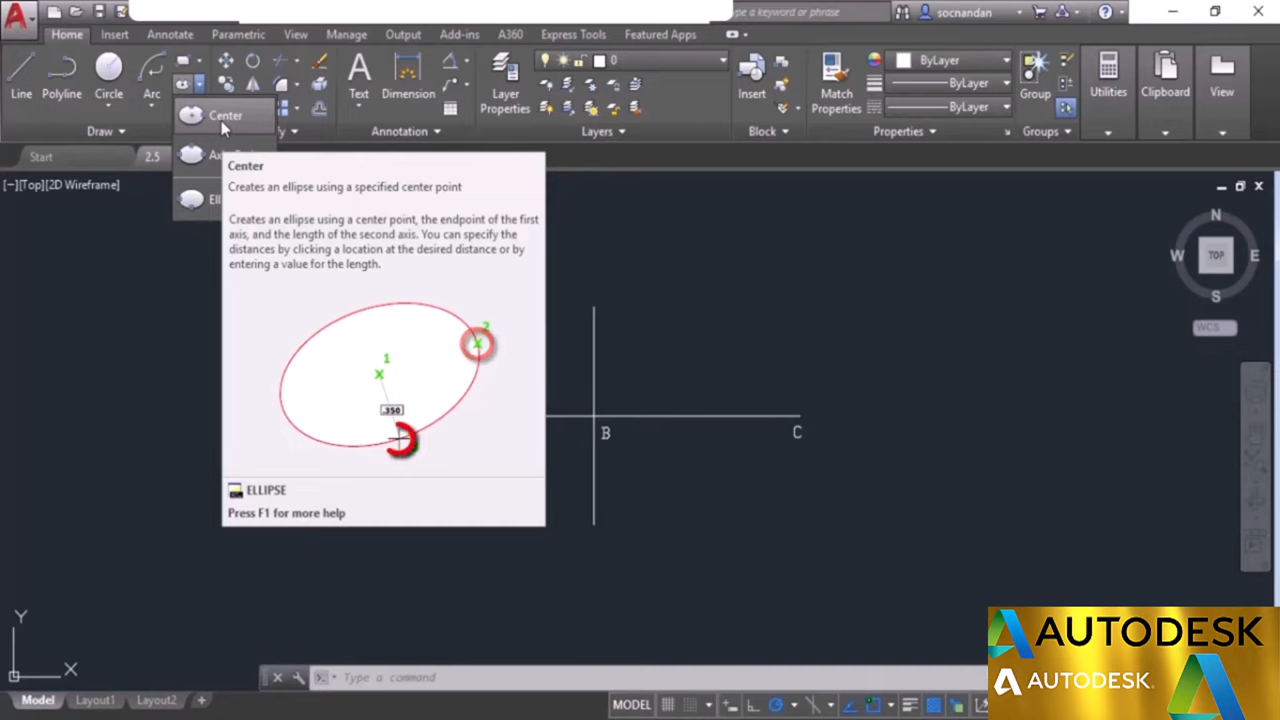 pe a keyword or phrase
socnandan
Home Insert Annotate Parametric View Manage Output Add-ins A360 Express Tools Featured Apps
Line Polyline Circle Arc
Text Dimension
Layer Properties
0
Insert
Match Properties
ByLayer
ByLayer
ByLayer
Group
Utilities
Clipboard
View
Draw
Annotation
Layers
Block
Properties
Groups
Start
2.5
Center
Ell
[−][Top][2D Wireframe]
Center
Creates an ellipse using a specified center point
Creates an ellipse using a center point, the endpoint of the first
axis, and the length of the second axis. You can specify the
distances by clicking a location at the desired distance or by
entering a value for the length.
1
2
.350
ELLIPSE
Press F1 for more help
B
C
N
W
TOP
E
S
WCS
Y
X
Type a command
Model Layout1 Layout2 +
MODEL
AUTODESK
AUTODESK.